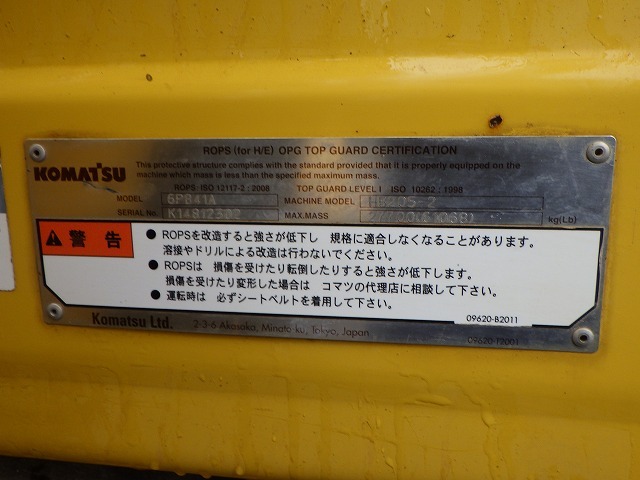 ROPS (for H/E) OPG TOP GUARD CERTIFICATION
KOMATSU
This protective structure complies with the standard provided that it is properly equipped on the
machine which mass is less than the specified maximum mass.
ROPS: ISO 12117-2 : 2008 TOP GUARD LEVEL I ISO 10262 : 1998
MODEL 6PB41A MACHINE MODEL HB205-2
SERIAL No. K14B12302 MAX.MASS kg(Lb)
警告
● ROPSを改造すると強さが低下し 規格に適合しなくなることがあります。
溶接やドリルによる改造は行わないでください。
● ROPSは 損傷を受けたり転倒したりすると強さが低下します。
損傷を受けたり変形した場合は コマツの代理店に相談して下さい。
● 運転時は 必ずシートベルトを着用して下さい。
09620-B2011
Komatsu Ltd. 2-3-6 Akasaka, Minato-ku, Tokyo, Japan
09620-72001